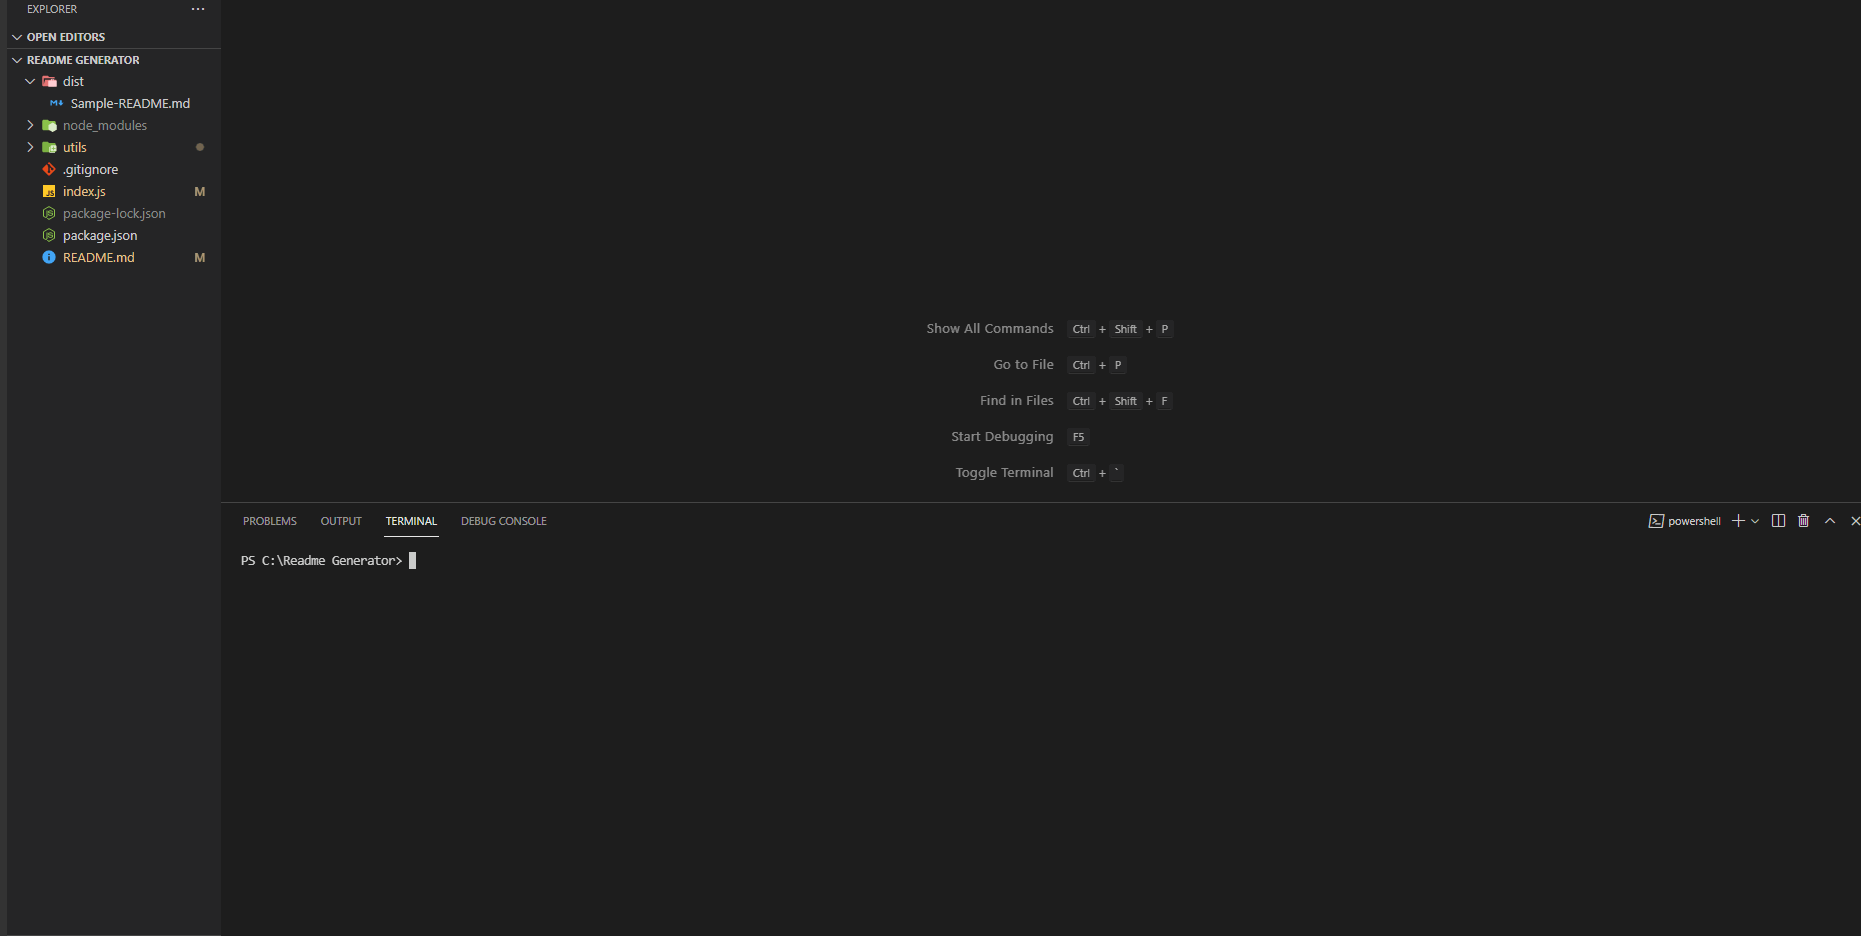 EXPLORER
OPEN EDITORS
README GENERATOR
dist
Sample-README.md
node_modules
utils
.gitignore
JS index.js M
package-lock.json
package.json
README.md M
Show All Commands Ctrl + Shift + P
Go to File Ctrl + P
Find in Files Ctrl + Shift + F
Start Debugging F5
Toggle Terminal Ctrl + `
PROBLEMS OUTPUT TERMINAL DEBUG CONSOLE powershell
PS C:\Readme Generator>